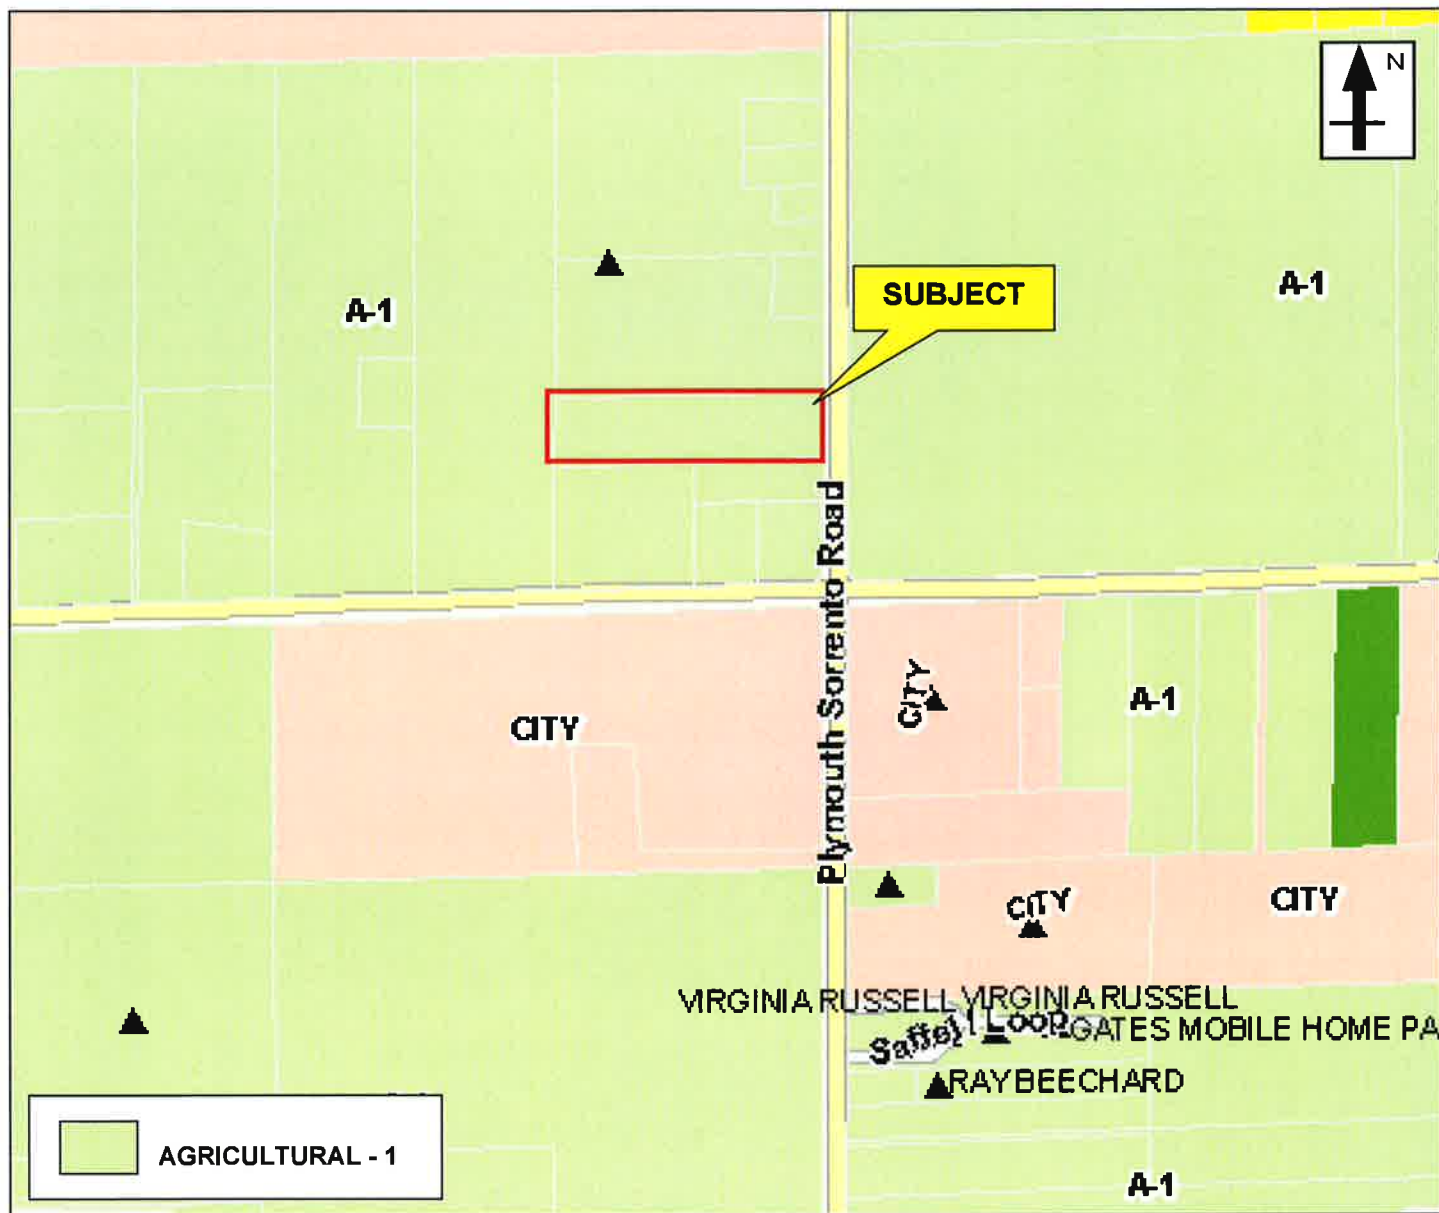 N
SUBJECT
A-1
A-1
Plymouth Sorrento Road
CITY
A-1
CITY
CITY
CITY
VIRGINIA RUSSELL
VIRGINIA RUSSELL
Loop
GATES MOBILE HOME PA
RAY BEECHARD
AGRICULTURAL - 1
A-1